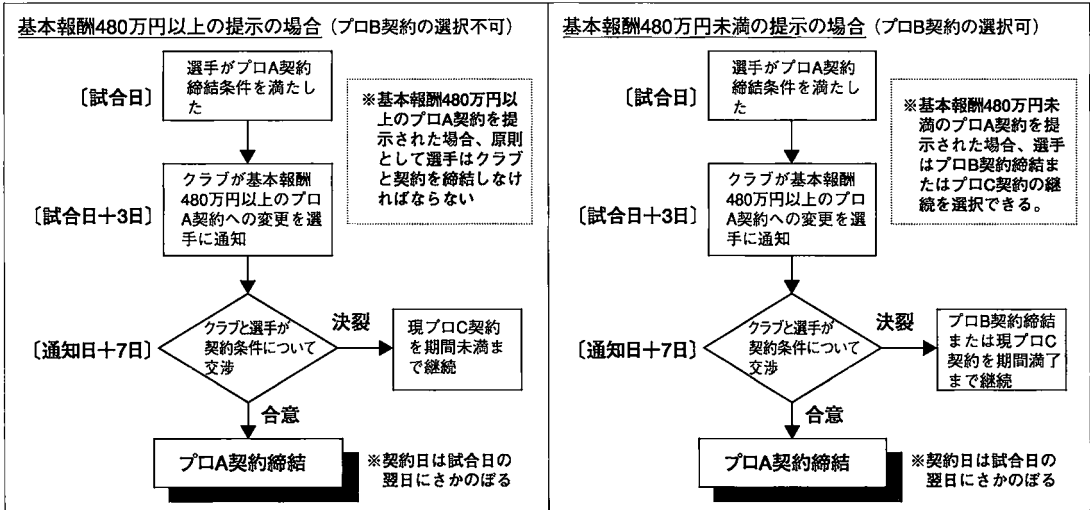 基本報酬480万円以上の提示の場合（プロB契約の選択不可）
〔試合日〕
選手がプロA契約
締結条件を満たし
た
※基本報酬480万円以
上のプロA契約を提
示された場合、原則
として選手はクラブ
と契約を締結しなけ
ればならない
〔試合日＋3日〕
クラブが基本報酬
480万円以上のプロ
A契約への変更を選
手に通知
〔通知日＋7日〕
クラブと選手が
契約条件について
交渉
決裂
現プロC契約
を期間未満ま
で継続
合意
プロA契約締結
※契約日は試合日の
翌日にさかのぼる
基本報酬480万円未満の提示の場合（プロB契約の選択可）
〔試合日〕
選手がプロA契約
締結条件を満たし
た
※基本報酬480万円未
満のプロA契約を提
示された場合、選手
はプロB契約締結ま
たはプロC契約の継
続を選択できる。
〔試合日＋3日〕
クラブが基本報酬
480万円以上のプロ
A契約への変更を選
手に通知
〔通知日＋7日〕
クラブと選手が
契約条件について
交渉
決裂
プロB契約締結
または現プロC
契約を期間満了
まで継続
合意
プロA契約締結
※契約日は試合日の
翌日にさかのぼる